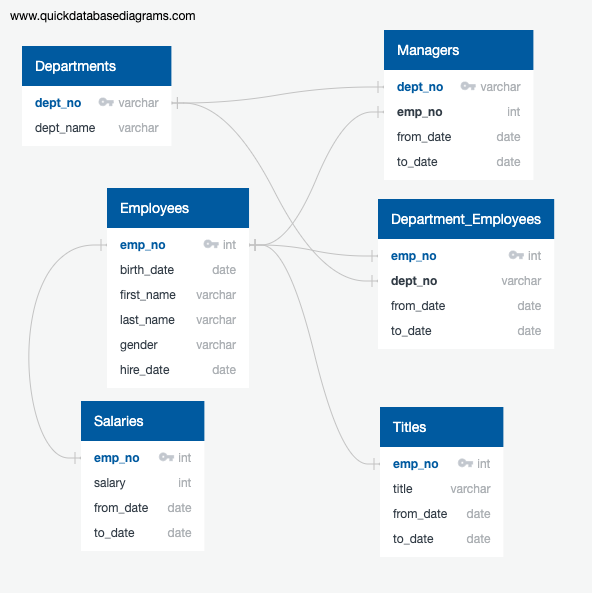 www.quickdatabasediagrams.com
Departments
dept_no varchar
dept_name varchar
Managers
dept_no varchar
emp_no int
from_date date
to_date date
Employees
emp_no int
birth_date date
first_name varchar
last_name varchar
gender varchar
hire_date date
Department_Employees
emp_no int
dept_no varchar
from_date date
to_date date
Salaries
emp_no int
salary int
from_date date
to_date date
Titles
emp_no int
title varchar
from_date date
to_date date